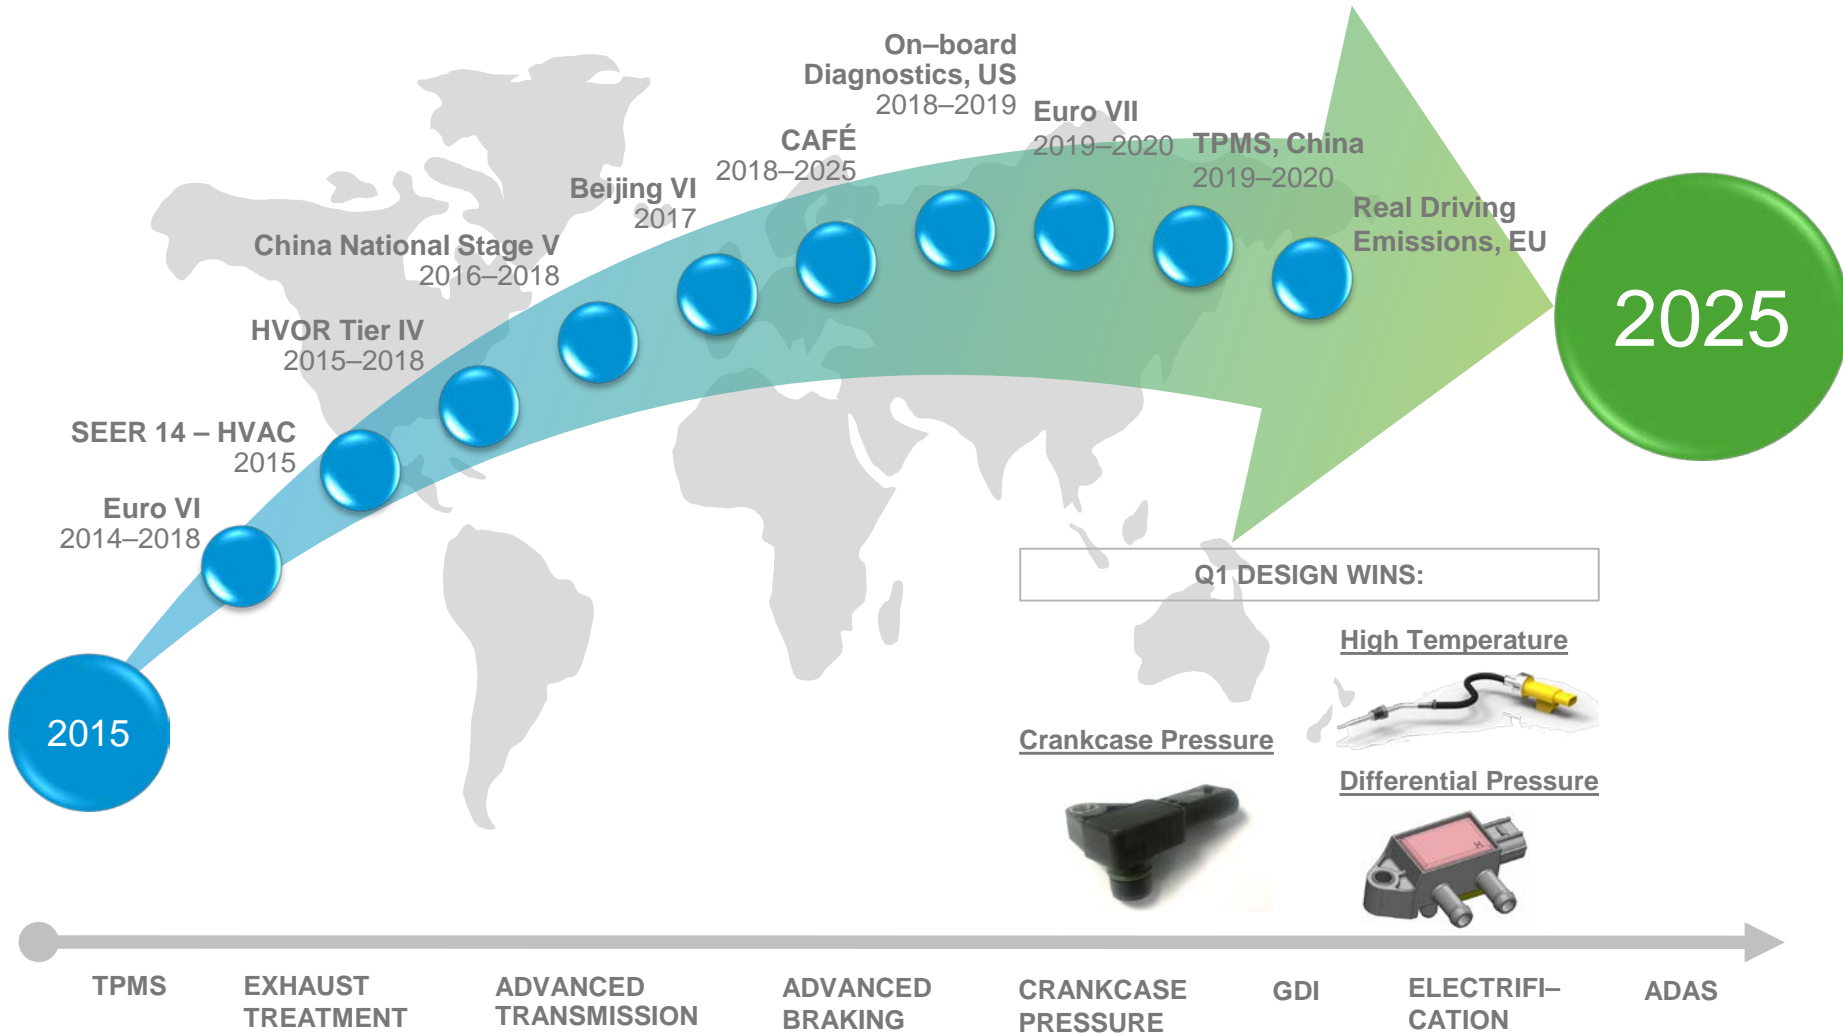 On–board
Diagnostics, US
2018–2019
Euro VII
2019–2020
TPMS, China
2019–2020
CAFÉ
2018–2025
Beijing VI
2017
Real Driving
Emissions, EU
China National Stage V
2016–2018
HVOR Tier IV
2015–2018
2025
SEER 14 – HVAC
2015
Euro VI
2014–2018
2015
Q1 DESIGN WINS:
High Temperature
Crankcase Pressure
Differential Pressure
TPMS
EXHAUST
TREATMENT
ADVANCED
TRANSMISSION
ADVANCED
BRAKING
CRANKCASE
PRESSURE
GDI
ELECTRIFI–
CATION
ADAS